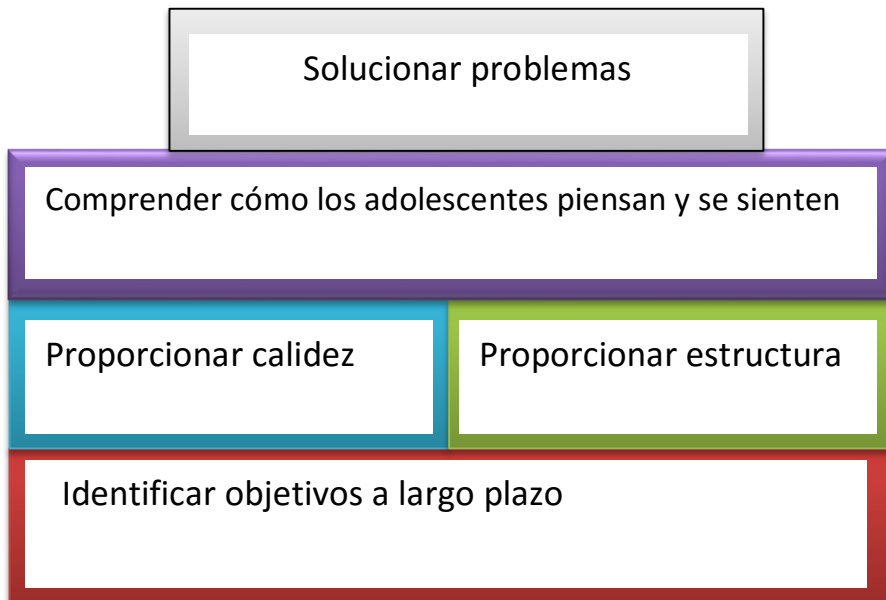 Solucionar problemas
Comprender cómo los adolescentes piensan y se sienten
Proporcionar calidez
Proporcionar estructura
Identificar objetivos a largo plazo